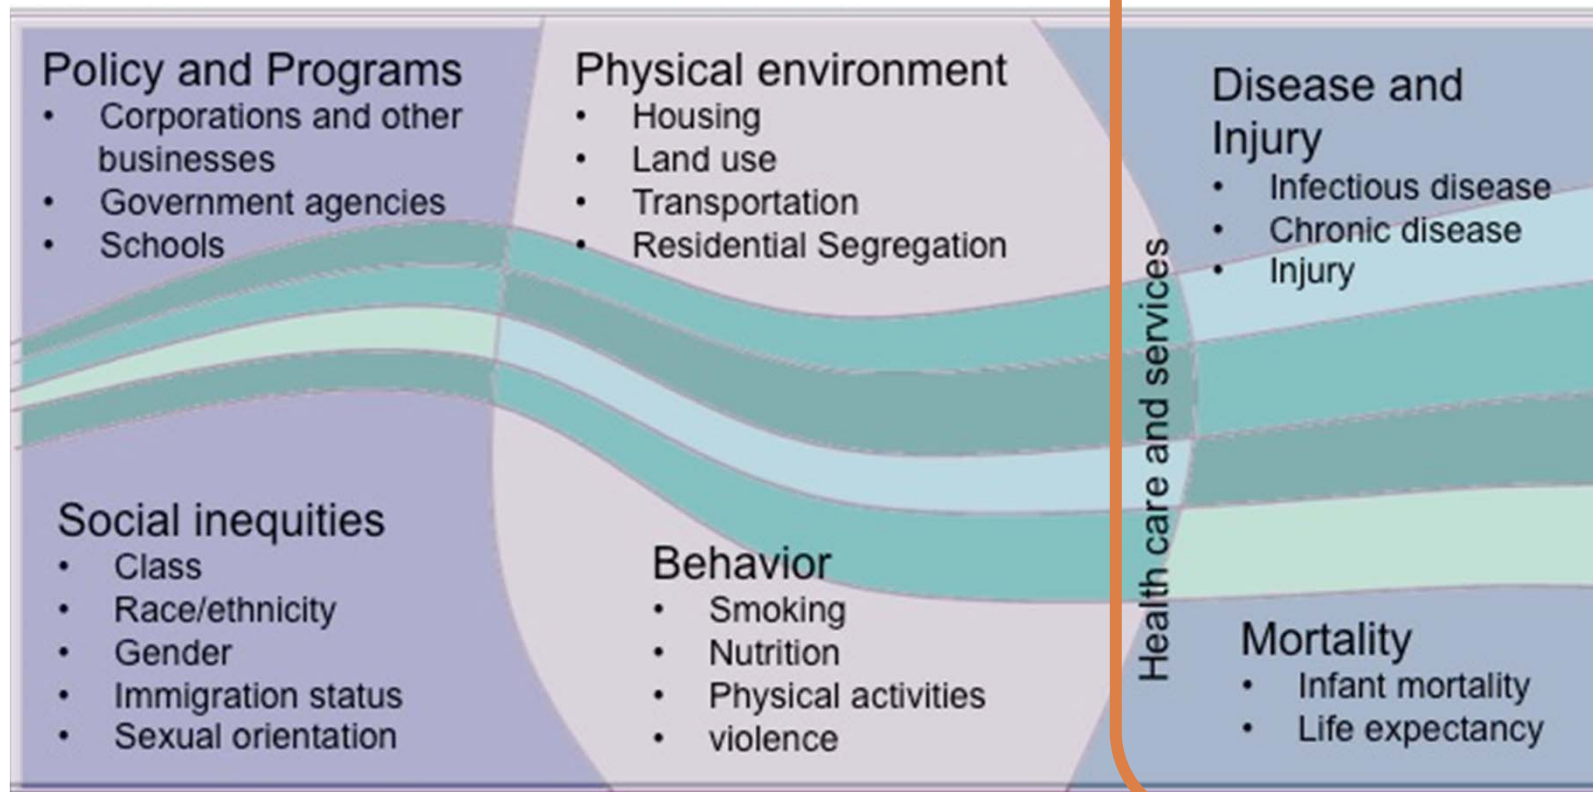 Policy and Programs
• Corporations and other
businesses
• Government agencies
• Schools
Social inequities
• Class
• Race/ethnicity
• Gender
• Immigration status
• Sexual orientation
Physical environment
• Housing
• Land use
• Transportation
• Residential Segregation
Behavior
• Smoking
• Nutrition
• Physical activities
• violence
Health care and services
Disease and
Injury
• Infectious disease
• Chronic disease
• Injury
Mortality
• Infant mortality
• Life expectancy